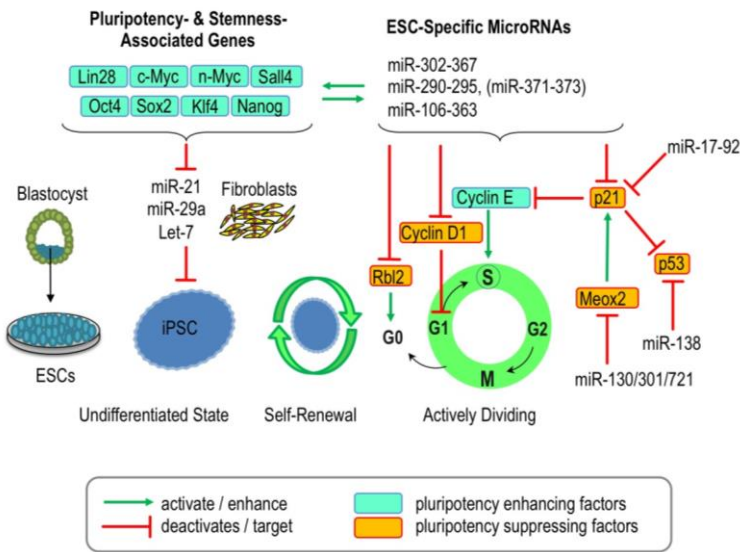 Pluripotency- & Stemness-
Associated Genes
ESC-Specific MicroRNAs
Lin28 c-Myc n-Myc Sall4
Oct4 Sox2 Klf4 Nanog
miR-302-367
miR-290-295, (miR-371-373)
miR-106-363
miR-17-92
Blastocyst
miR-21
miR-29a
Let-7
Fibroblasts
Cyclin E
p21
Cyclin D1
Rbl2
p53
S
Meox2
iPSC
G0
G1
G2
M
miR-138
miR-130/301/721
ESCs
Undifferentiated State
Self-Renewal
Actively Dividing
activate / enhance
deactivates / target
pluripotency enhancing factors
pluripotency suppressing factors